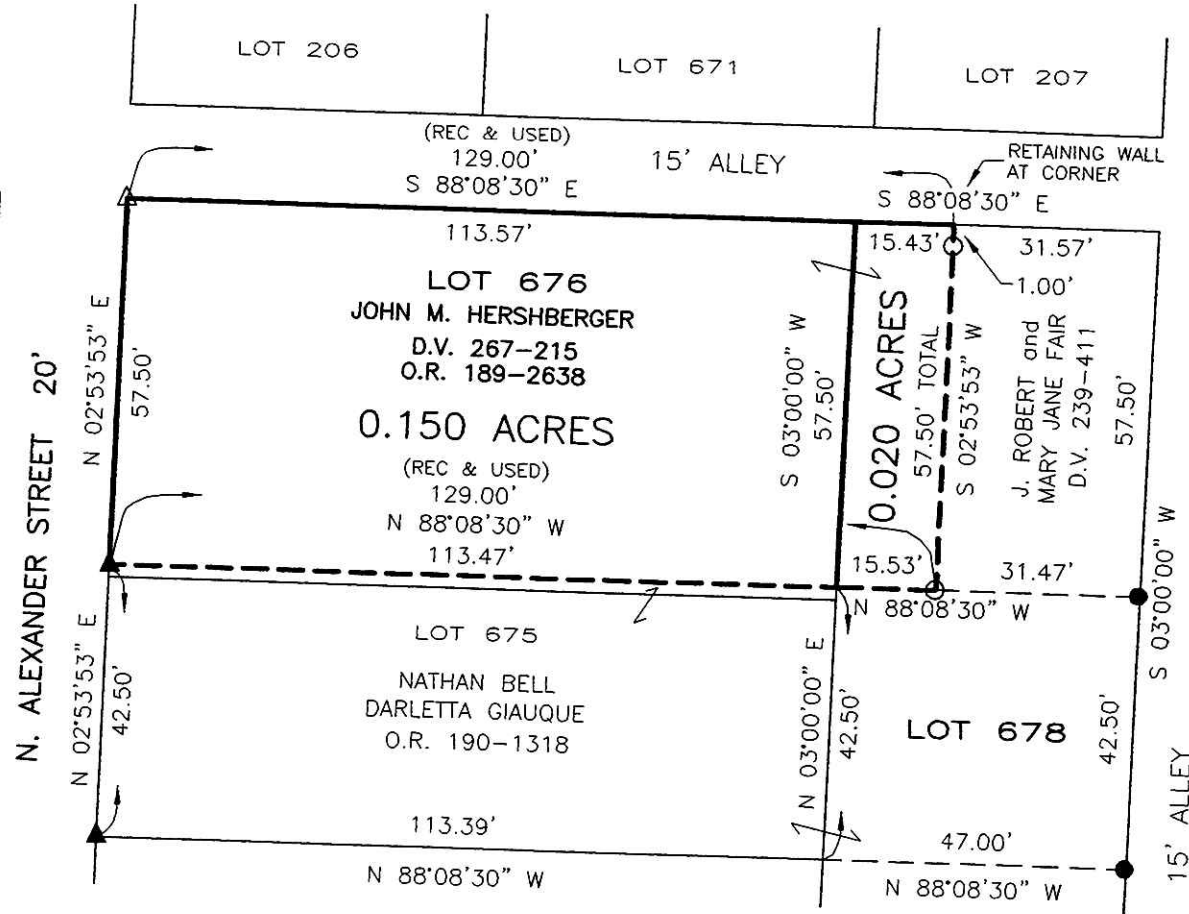 LOT 206
LOT 671
LOT 207
(REC & USED)
129.00'
S 88°08'30" E
15' ALLEY
RETAINING WALL
AT CORNER
S 88°08'30" E
113.57'
15.43'
31.57'
1.00'
LOT 676
JOHN M. HERSHBERGER
D.V. 267-215
O.R. 189-2638
0.150 ACRES
(REC & USED)
129.00'
N 88°08'30" W
113.47'
N. ALEXANDER STREET 20'
N 02°53'53" E
57.50'
S 03°00'00" W
57.50'
0.020 ACRES
57.50' TOTAL
S 02°53'53" W
J. ROBERT and
MARY JANE FAIR
D.V. 239-411
57.50'
15.53'
31.47'
N 88°08'30" W
S 03°00'00" W
LOT 675
NATHAN BELL
DARLETTA GIAUQUE
O.R. 190-1318
N 02°53'53" E
42.50'
N 03°00'00" E
42.50'
LOT 678
42.50'
15' ALLEY
113.39'
N 88°08'30" W
47.00'
N 88°08'30" W